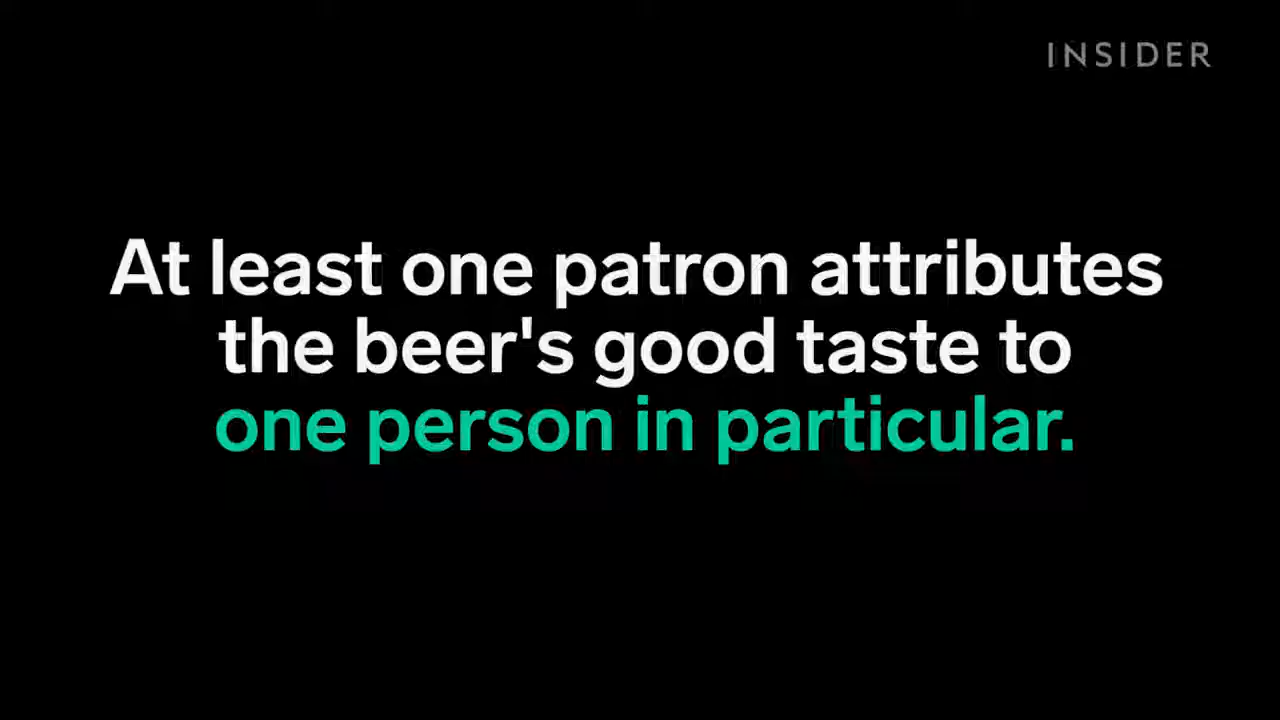 INSIDER
At least one patron attributes
the beer's good taste to
one person in particular.